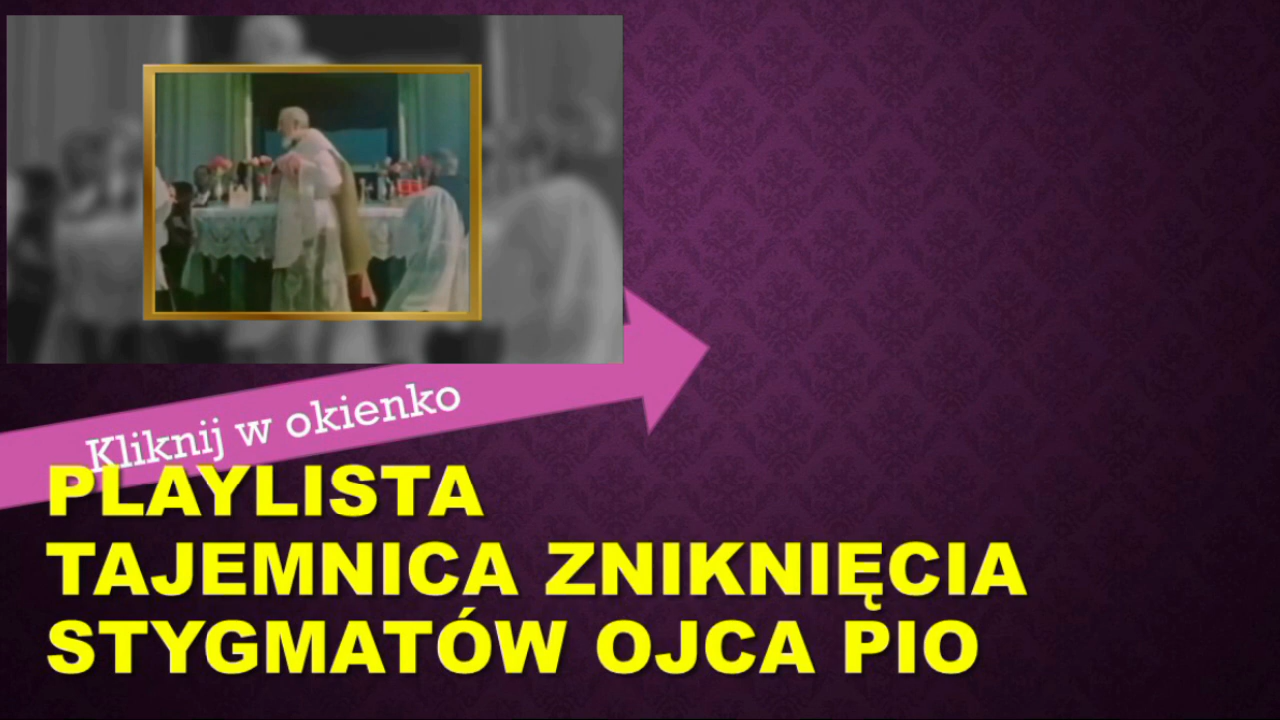 Kliknij w okienko
PLAYLISTA
TAJEMNICA ZNIKNIĘCIA
STYGMATÓW OJCA PIO